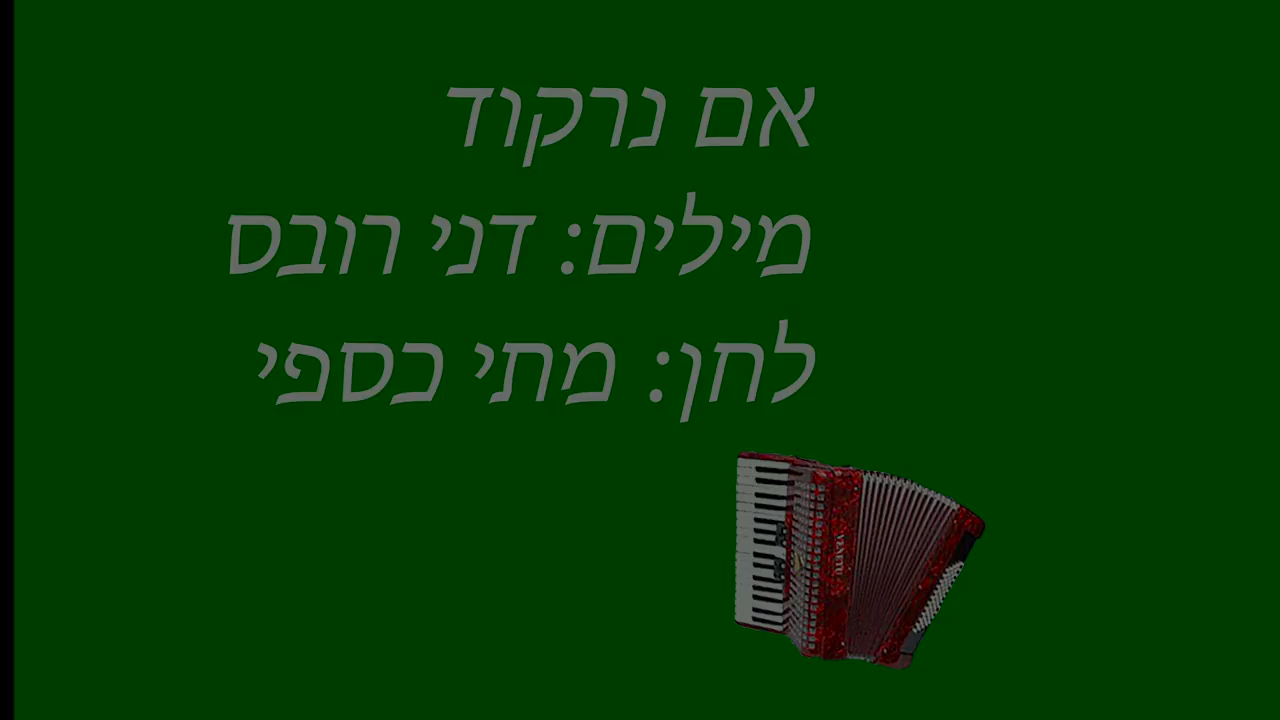 אם נרקוד
מילים: דני רובס
לחן: מתי כספי